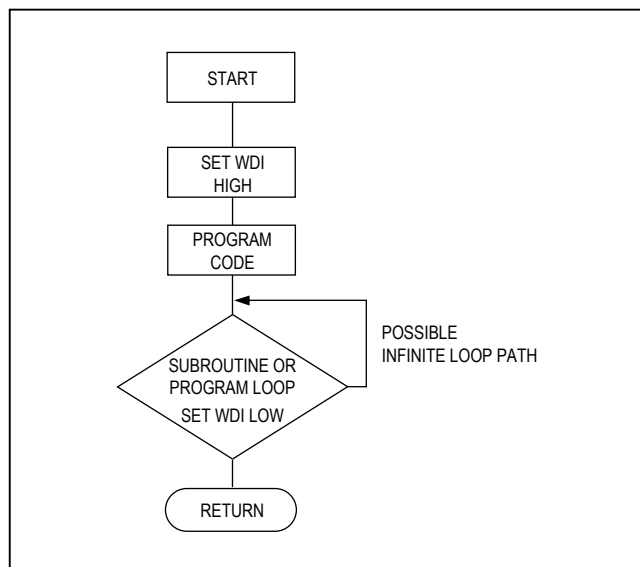 START
SET WDI
HIGH
PROGRAM
CODE
POSSIBLE
INFINITE LOOP PATH
SUBROUTINE OR
PROGRAM LOOP
SET WDI LOW
RETURN